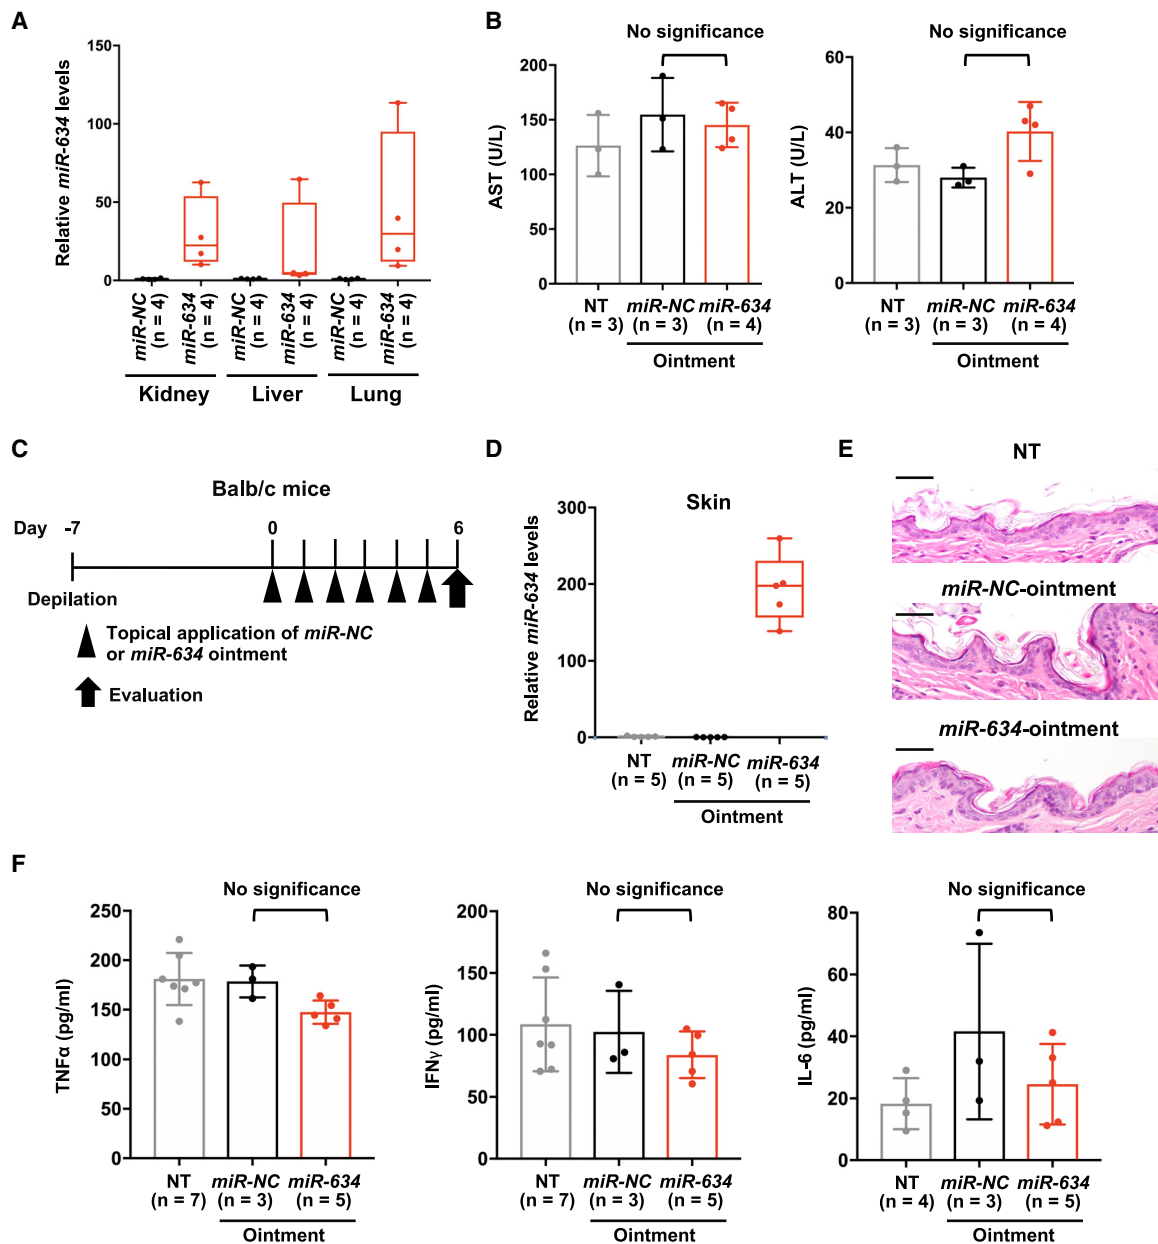 A
Relative miR-634 levels
150
100
50
0
miR-NC (n = 4)
miR-634 (n = 4)
miR-NC (n = 4)
miR-634 (n = 4)
miR-NC (n = 4)
miR-634 (n = 4)
Kidney Liver Lung
B
No significance
AST (U/L)
200
150
100
50
0
NT miR-NC miR-634
(n = 3) (n = 3) (n = 4)
Ointment
No significance
ALT (U/L)
60
40
20
0
NT miR-NC miR-634
(n = 3) (n = 3) (n = 4)
Ointment
C
Balb/c mice
Day -7 0 6
Depilation
Topical application of miR-NC
or miR-634 ointment
Evaluation
D
Skin
Relative miR-634 levels
300
200
100
0
NT miR-NC miR-634
(n = 5) (n = 5) (n = 5)
Ointment
E
NT
miR-NC-ointment
miR-634-ointment
F
No significance
TNFα (pg/ml)
250
200
150
100
50
0
NT miR-NC miR-634
(n = 7) (n = 3) (n = 5)
Ointment
No significance
IFNγ (pg/ml)
200
150
100
50
0
NT miR-NC miR-634
(n = 7) (n = 3) (n = 5)
Ointment
No significance
IL-6 (pg/ml)
80
60
40
20
0
NT miR-NC miR-634
(n = 4) (n = 3) (n = 5)
Ointment